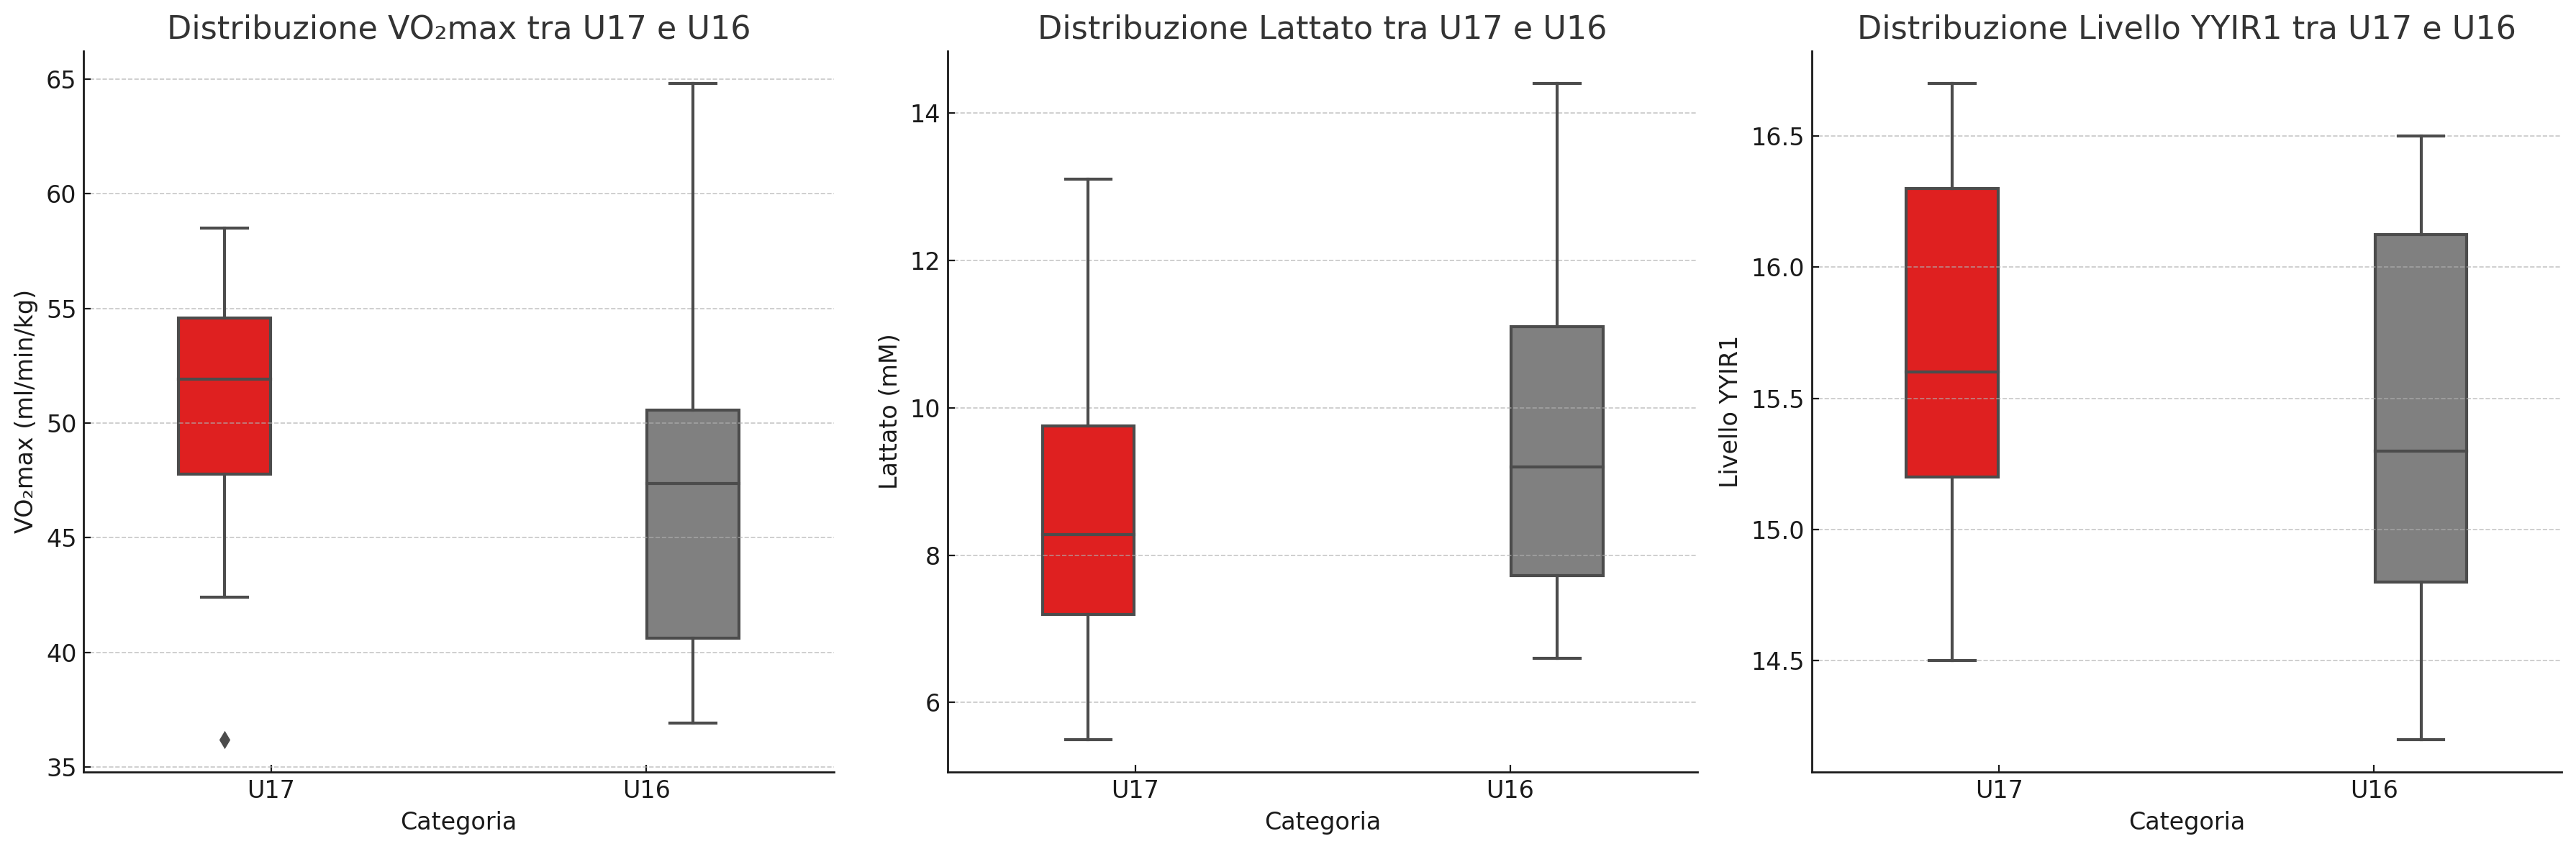 Distribuzione VO₂max tra U17 e U16
VO₂max (ml/min/kg)
65
60
55
50
45
40
35
U17
U16
Categoria
Distribuzione Lattato tra U17 e U16
Lattato (mM)
14
12
10
8
6
U17
U16
Categoria
Distribuzione Livello YYIR1 tra U17 e U16
Livello YYIR1
16.5
16.0
15.5
15.0
14.5
U17
U16
Categoria